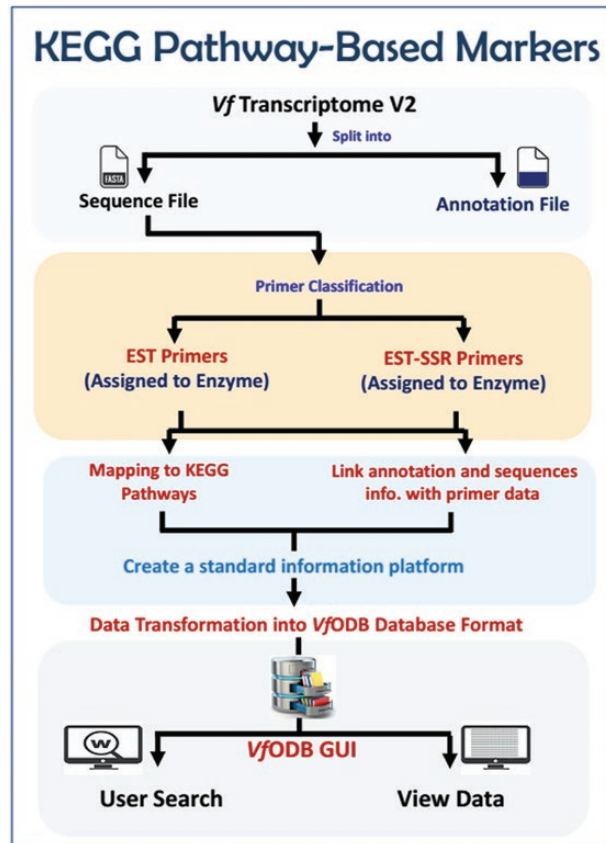 KEGG Pathway-Based Markers
Vf Transcriptome V2
Split into
FASTA
Sequence File
Annotation File
Primer Classification
EST Primers
(Assigned to Enzyme)
EST-SSR Primers
(Assigned to Enzyme)
Mapping to KEGG
Pathways
Link annotation and sequences
info. with primer data
Create a standard information platform
Data Transformation into VfODB Database Format
W
VfODB GUI
User Search
View Data